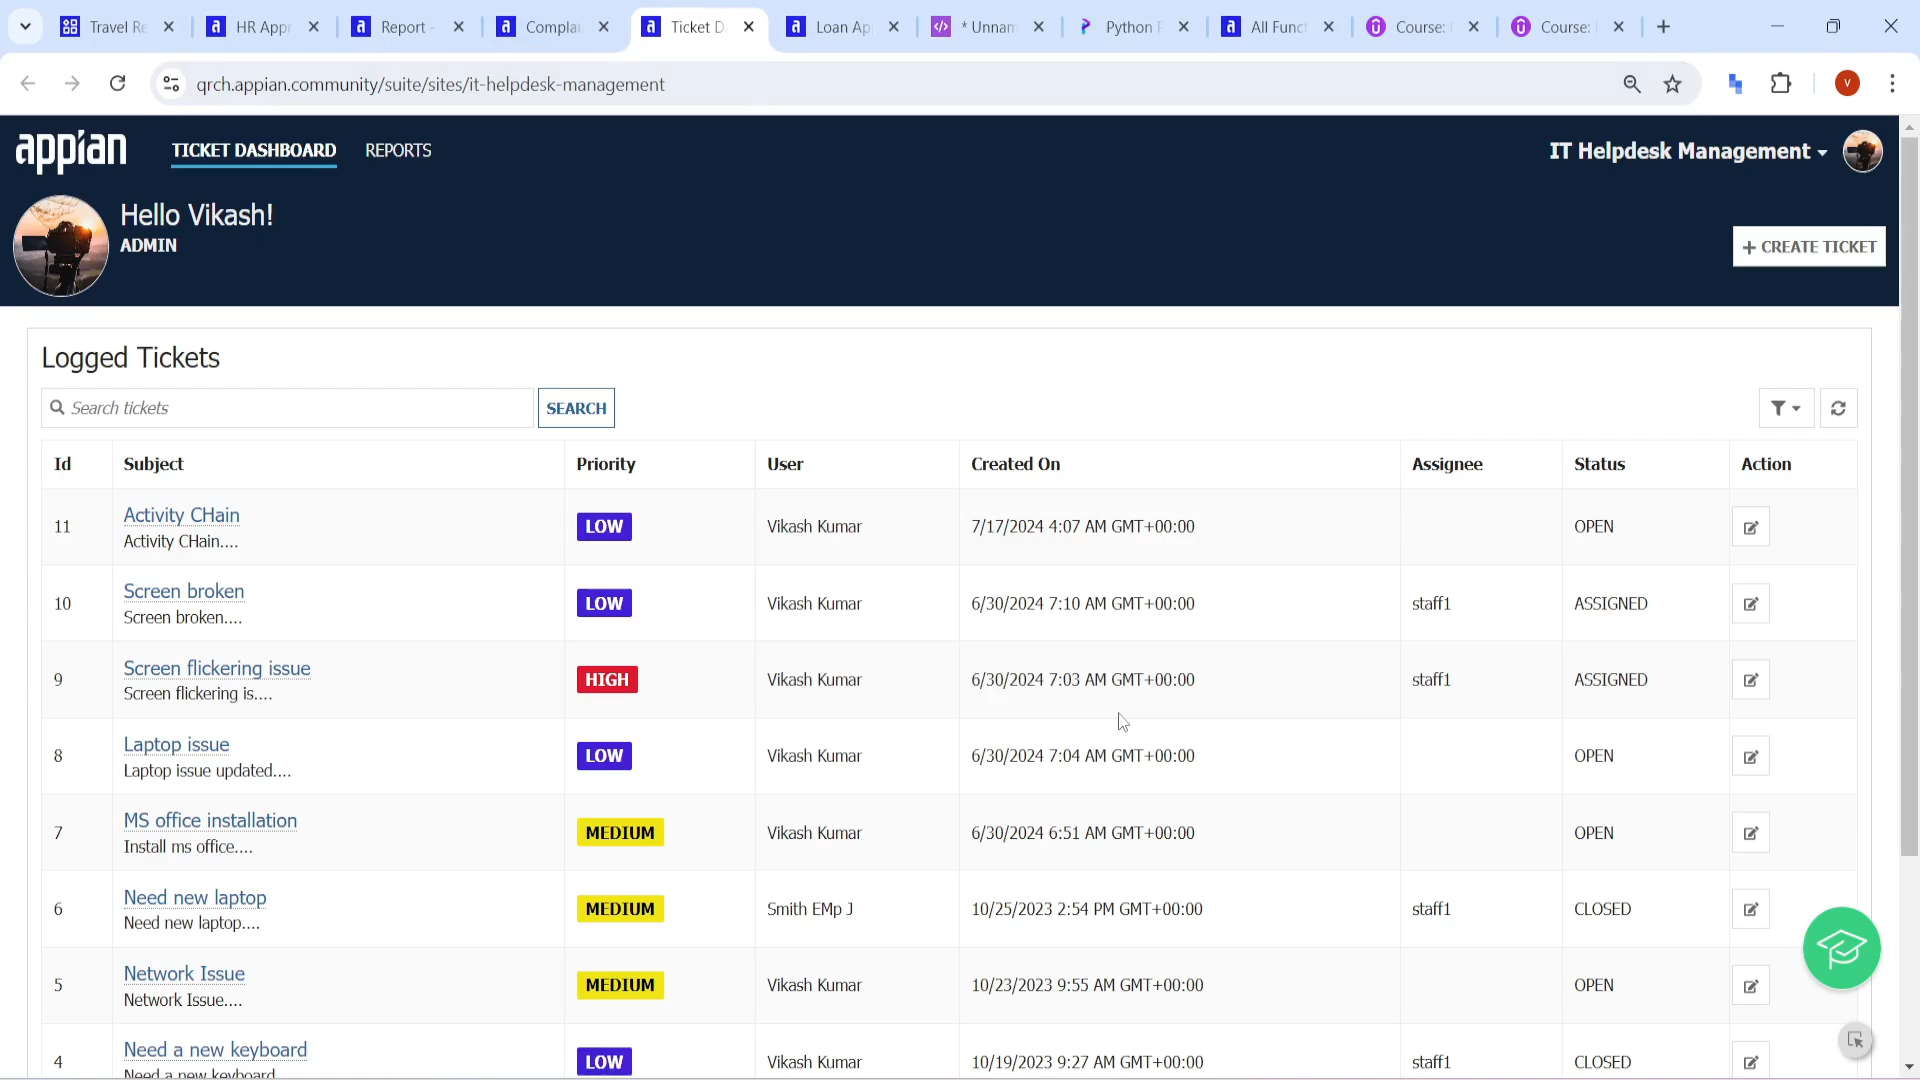 Travel Re
HR Appr
Report -
Complai
Ticket D
Loan Ap
* Unnam
Python F
All Funct
Course:
Course:
qrch.appian.community/suite/sites/it-helpdesk-management
V
appian
TICKET DASHBOARD
REPORTS
IT Helpdesk Management
Hello Vikash!
ADMIN
+ CREATE TICKET
Logged Tickets
Search tickets
SEARCH
Id Subject Priority User Created On Assignee Status Action
11 Activity CHain LOW Vikash Kumar 7/17/2024 4:07 AM GMT+00:00 OPEN
Activity CHain....
10 Screen broken LOW Vikash Kumar 6/30/2024 7:10 AM GMT+00:00 staff1 ASSIGNED
Screen broken....
9 Screen flickering issue HIGH Vikash Kumar 6/30/2024 7:03 AM GMT+00:00 staff1 ASSIGNED
Screen flickering is....
8 Laptop issue LOW Vikash Kumar 6/30/2024 7:04 AM GMT+00:00 OPEN
Laptop issue updated....
7 MS office installation MEDIUM Vikash Kumar 6/30/2024 6:51 AM GMT+00:00 OPEN
Install ms office....
6 Need new laptop MEDIUM Smith EMp J 10/25/2023 2:54 PM GMT+00:00 staff1 CLOSED
Need new laptop....
5 Network Issue MEDIUM Vikash Kumar 10/23/2023 9:55 AM GMT+00:00 OPEN
Network Issue....
4 Need a new keyboard LOW Vikash Kumar 10/19/2023 9:27 AM GMT+00:00 staff1 CLOSED
Need a new keyboard